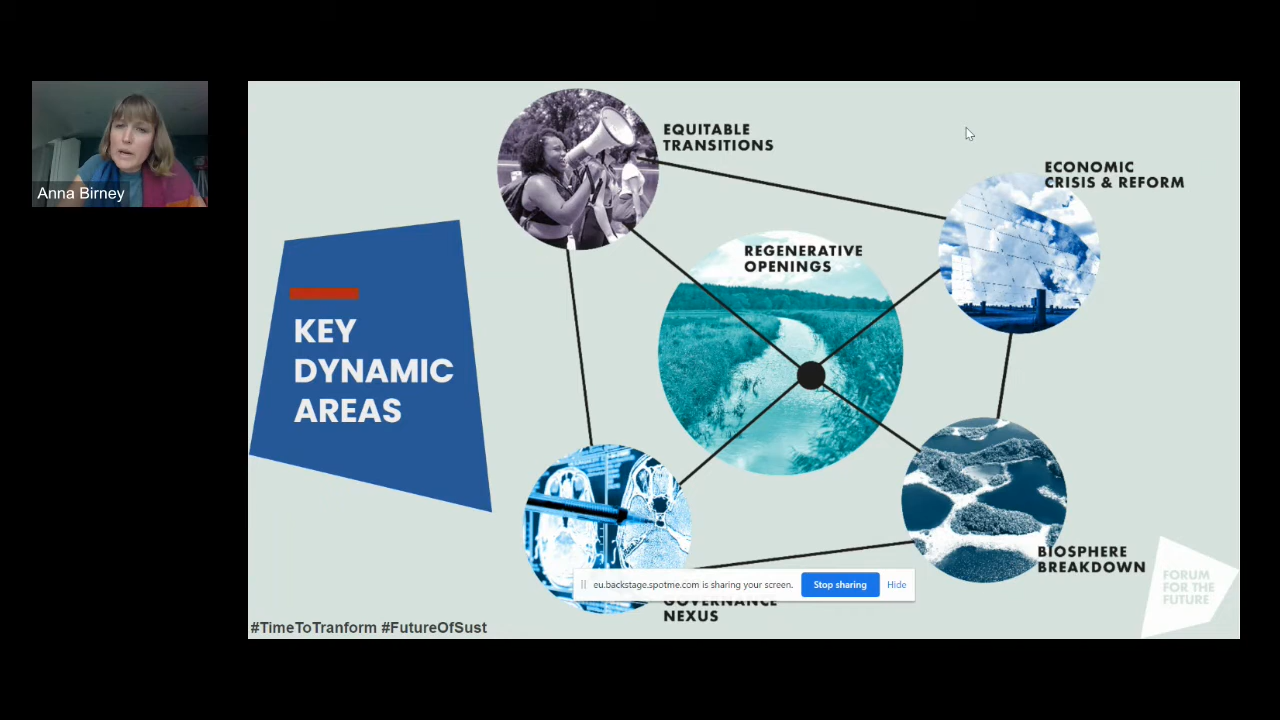 Anna Birney
KEY
DYNAMIC
AREAS
EQUITABLE
TRANSITIONS
ECONOMIC
CRISIS & REFORM
REGENERATIVE
OPENINGS
BIOSPHERE
BREAKDOWN
eu.backstage.spotme.com is sharing your screen.
Stop sharing
Hide
GOVERNANCE
NEXUS
FORUM
FOR THE
FUTURE
#TimeToTranform #FutureOfSust